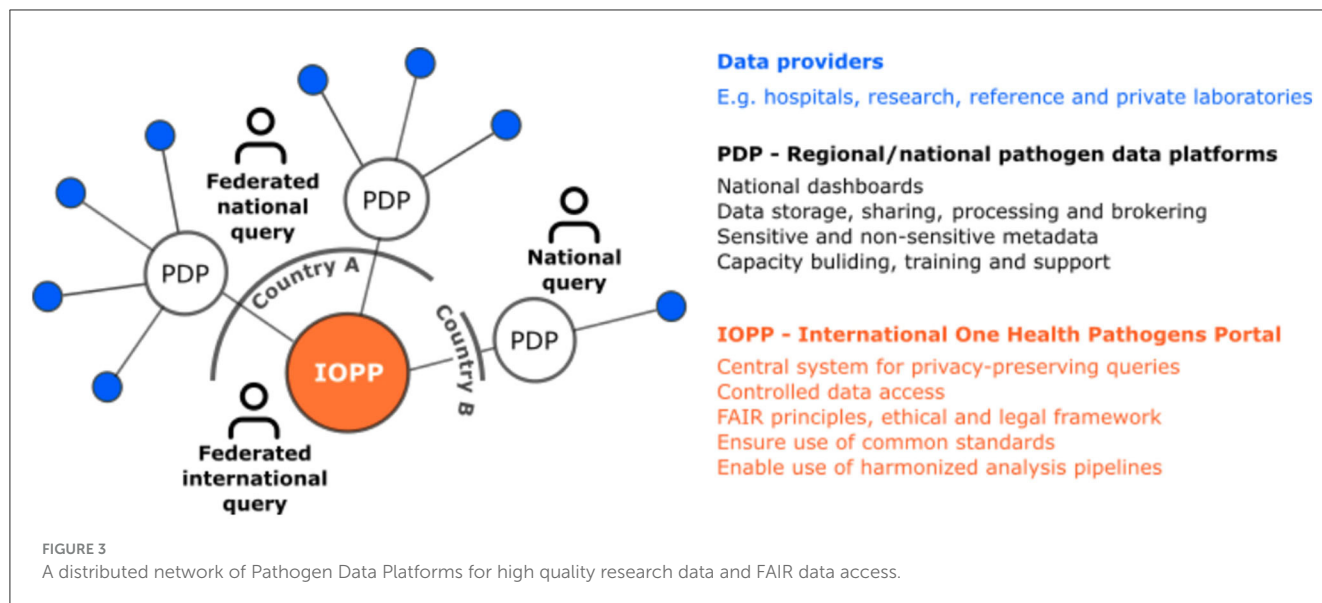 Federated
national
query
PDP
PDP
National
query
Country A
Country B
PDP
IOPP
Federated
international
query
Data providers
E.g. hospitals, research, reference and private laboratories
PDP - Regional/national pathogen data platforms
National dashboards
Data storage, sharing, processing and brokering
Sensitive and non-sensitive metadata
Capacity buliding, training and support
IOPP - International One Health Pathogens Portal
Central system for privacy-preserving queries
Controlled data access
FAIR principles, ethical and legal framework
Ensure use of common standards
Enable use of harmonized analysis pipelines
FIGURE 3
A distributed network of Pathogen Data Platforms for high quality research data and FAIR data access.